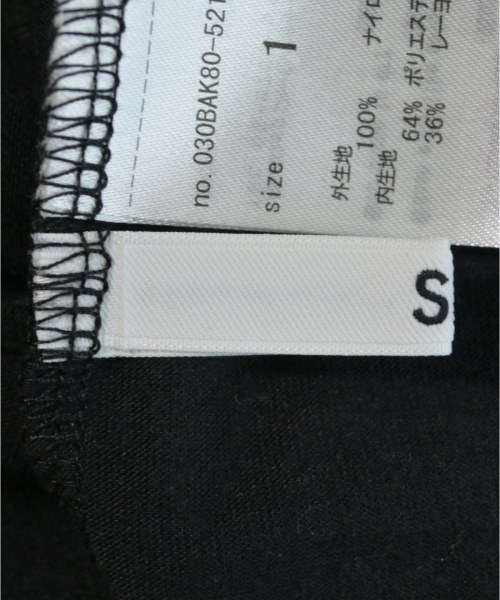 no. 030BAK80-521
size 1
外生地
100% ナイロ
内生地
64% ポリエステ
36% レーヨ
S